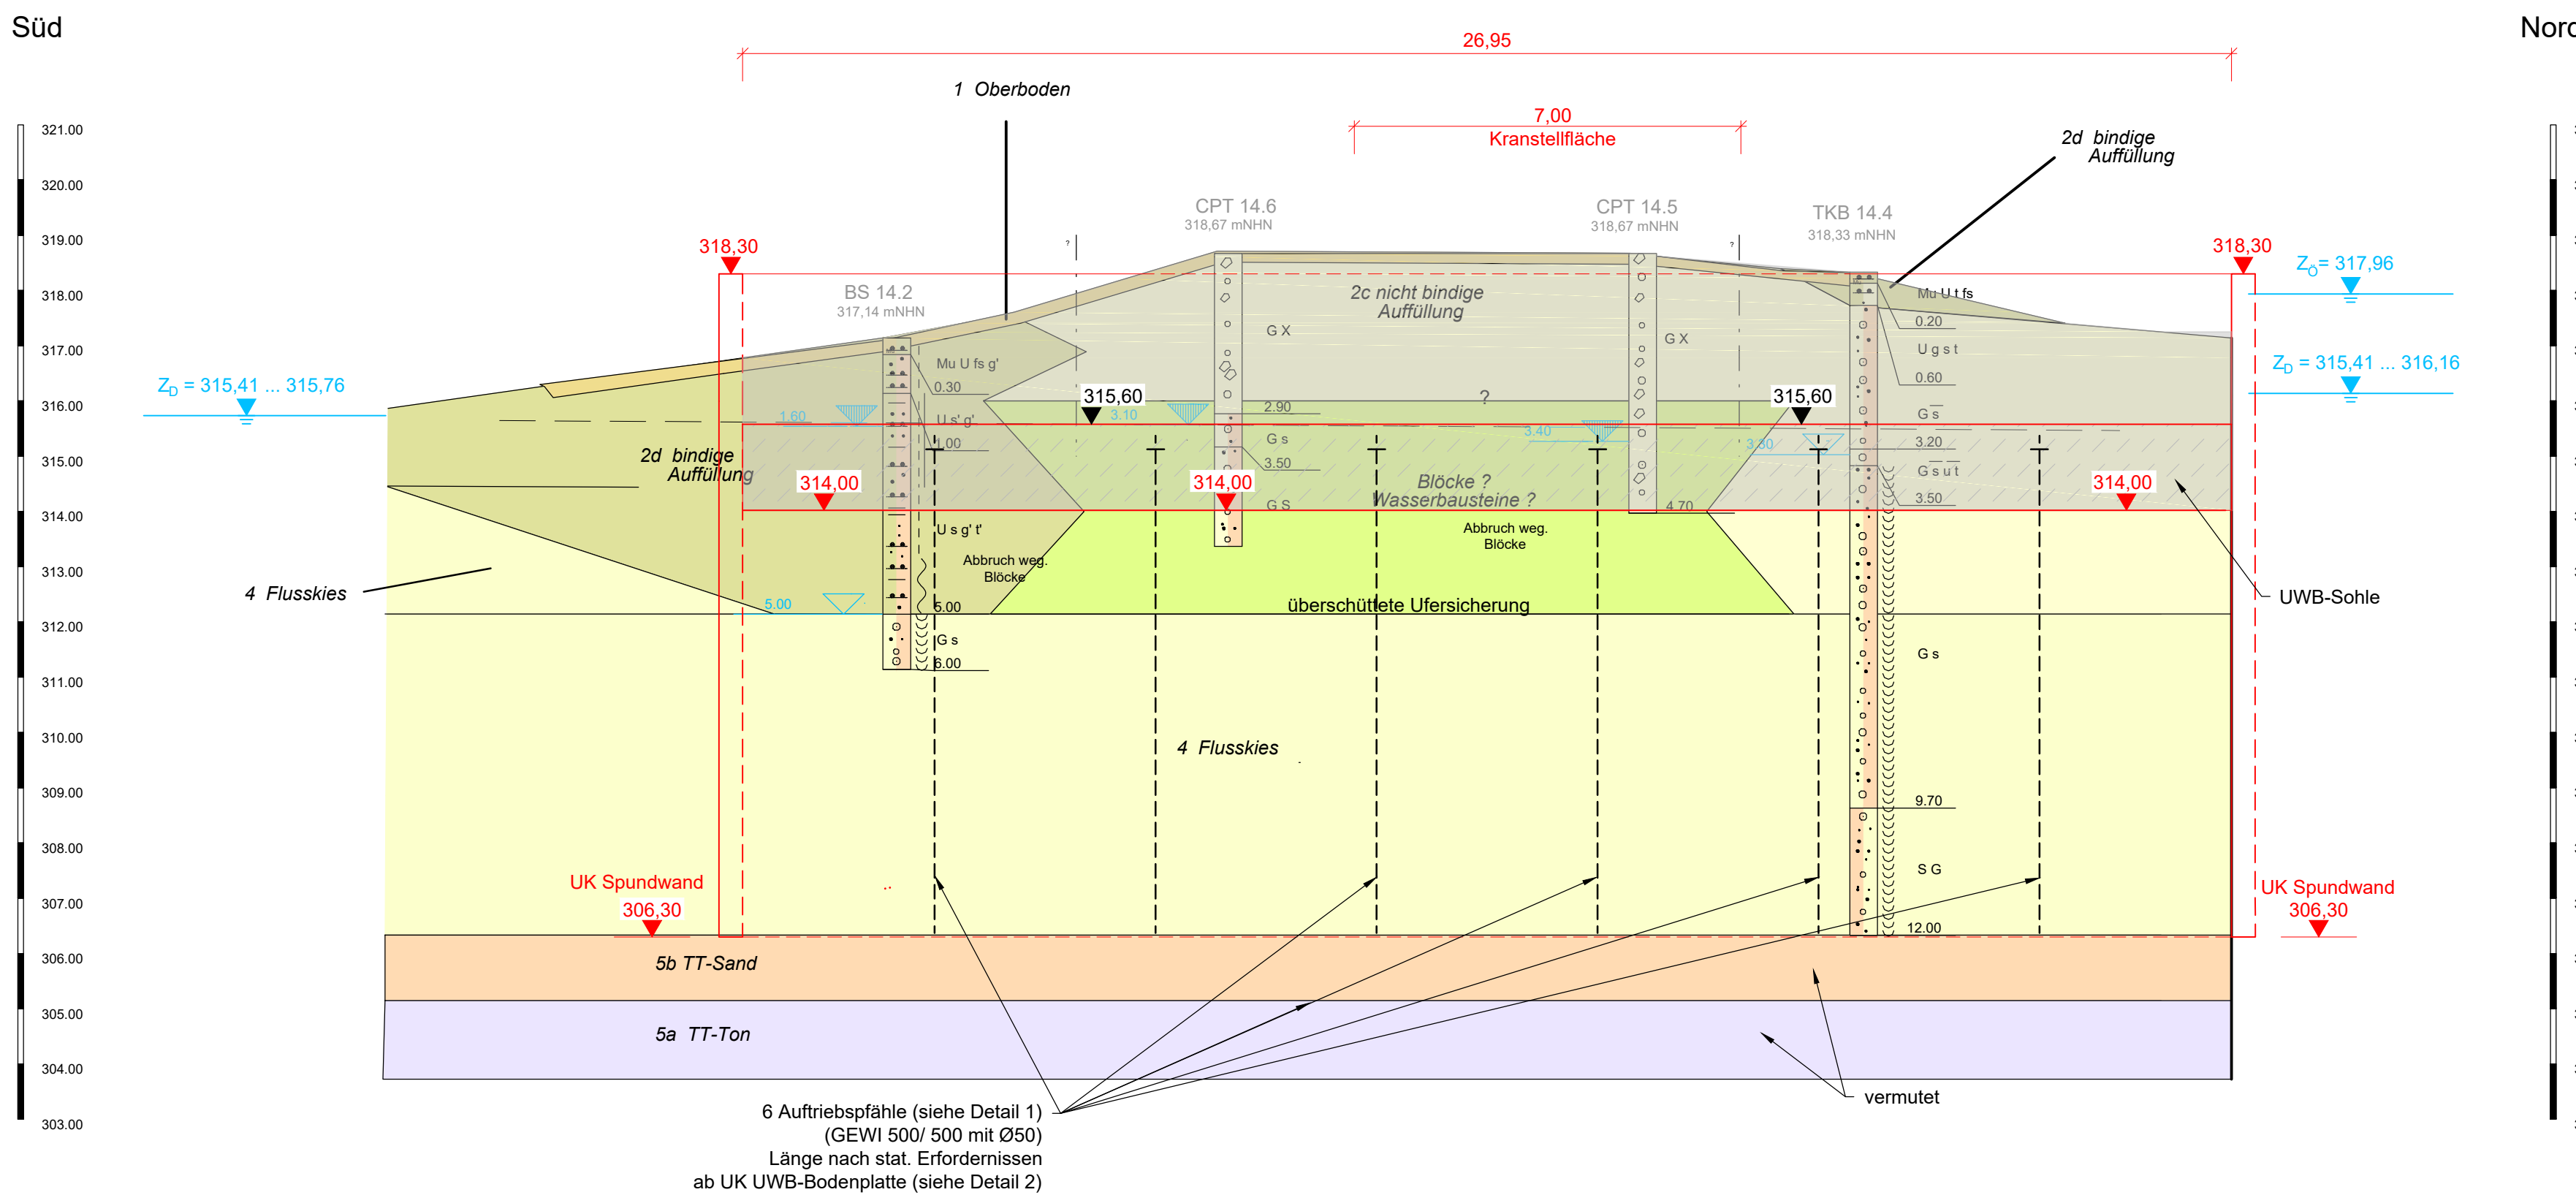 Süd
Nord
26,95
1 Oberboden
7,00
Kranstellfläche
2d bindige
Auffüllung
321.00
320.00
319.00
318.00
317.00
316.00
315.00
314.00
313.00
312.00
311.00
310.00
309.00
308.00
307.00
306.00
305.00
304.00
303.00
CPT 14.6
318,67 mNHN
CPT 14.5
318,67 mNHN
TKB 14.4
318,33 mNHN
318,30
?
?
318,30
ZÖ= 317,96
BS 14.2
317,14 mNHN
2c nicht bindige
Auffüllung
Mu U t fs
0.20
G X
G X
U g s t
0.60
ZD = 315,41 ... 315,76
ZD = 315,41 ... 316,16
Mu U fs g'
0.30
?
315,60
315,60
1.60
3.10
2.90
U s' g'
1.00
G s
3.50
3.40
3.30
G s
3.20
G s u t
3.50
2d bindige
Auffüllung
314,00
314,00
314,00
Blöcke ?
Wasserbausteine ?
G S
4.70
U s g' t'
Abbruch weg.
Blöcke
Abbruch weg.
Blöcke
4 Flusskies
UWB-Sohle
5.00
5.00
überschüttete Ufersicherung
G s
6.00
G s
4 Flusskies
9.70
S G
12.00
UK Spundwand
306,30
UK Spundwand
306,30
5b TT-Sand
5a TT-Ton
vermutet
6 Auftriebspfähle (siehe Detail 1)
(GEWI 500/ 500 mit Ø50)
Länge nach stat. Erfordernissen
ab UK UWB-Bodenplatte (siehe Detail 2)